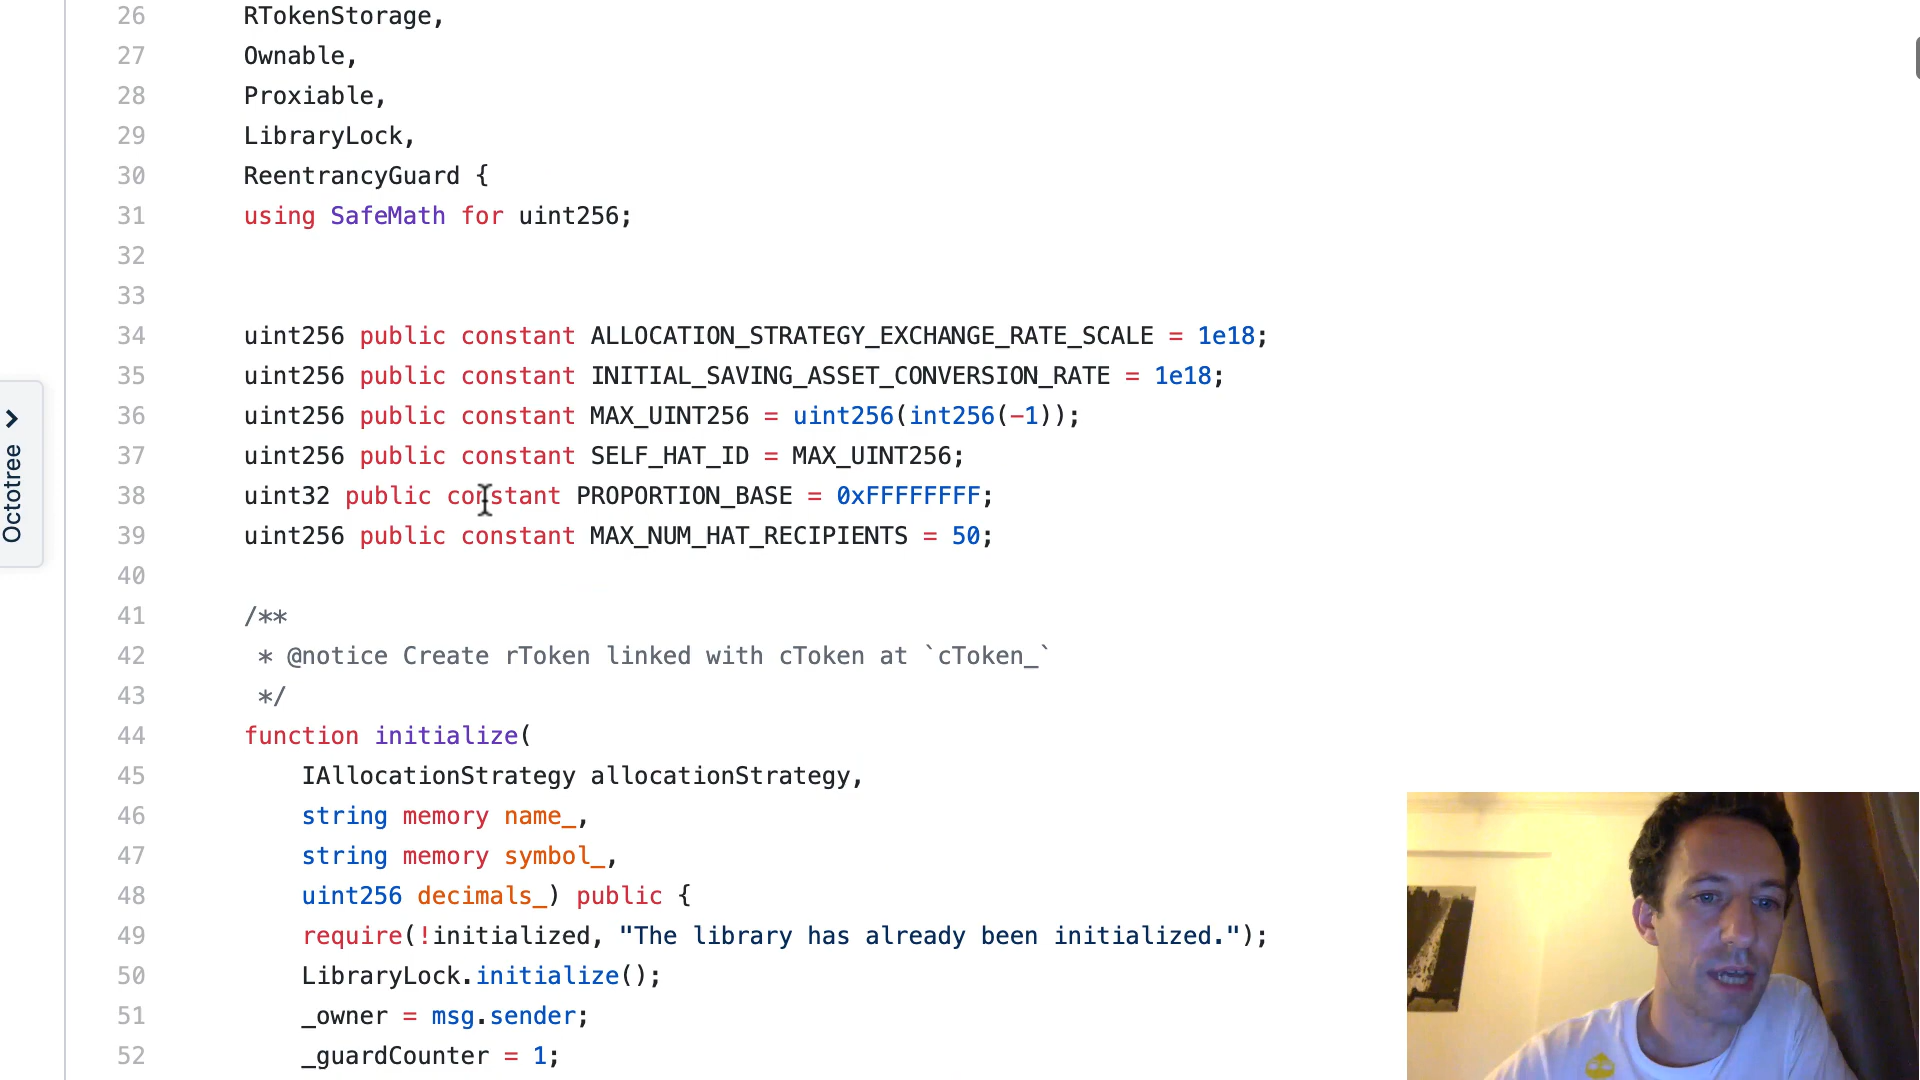 26 RTokenStorage,
27 Ownable,
28 Proxiable,
29 LibraryLock,
30 ReentrancyGuard {
31 using SafeMath for uint256;
32
33
34 uint256 public constant ALLOCATION_STRATEGY_EXCHANGE_RATE_SCALE = 1e18;
35 uint256 public constant INITIAL_SAVING_ASSET_CONVERSION_RATE = 1e18;
36 uint256 public constant MAX_UINT256 = uint256(int256(-1));
37 uint256 public constant SELF_HAT_ID = MAX_UINT256;
38 uint32 public constant PROPORTION_BASE = 0xFFFFFFFF;
39 uint256 public constant MAX_NUM_HAT_RECIPIENTS = 50;
40
41 /**
42 * @notice Create rToken linked with cToken at `cToken_`
43 */
44 function initialize(
45 IAllocationStrategy allocationStrategy,
46 string memory name_,
47 string memory symbol_,
48 uint256 decimals_) public {
49 require(!initialized, "The library has already been initialized.");
50 LibraryLock.initialize();
51 _owner = msg.sender;
52 _guardCounter = 1;
Octotree